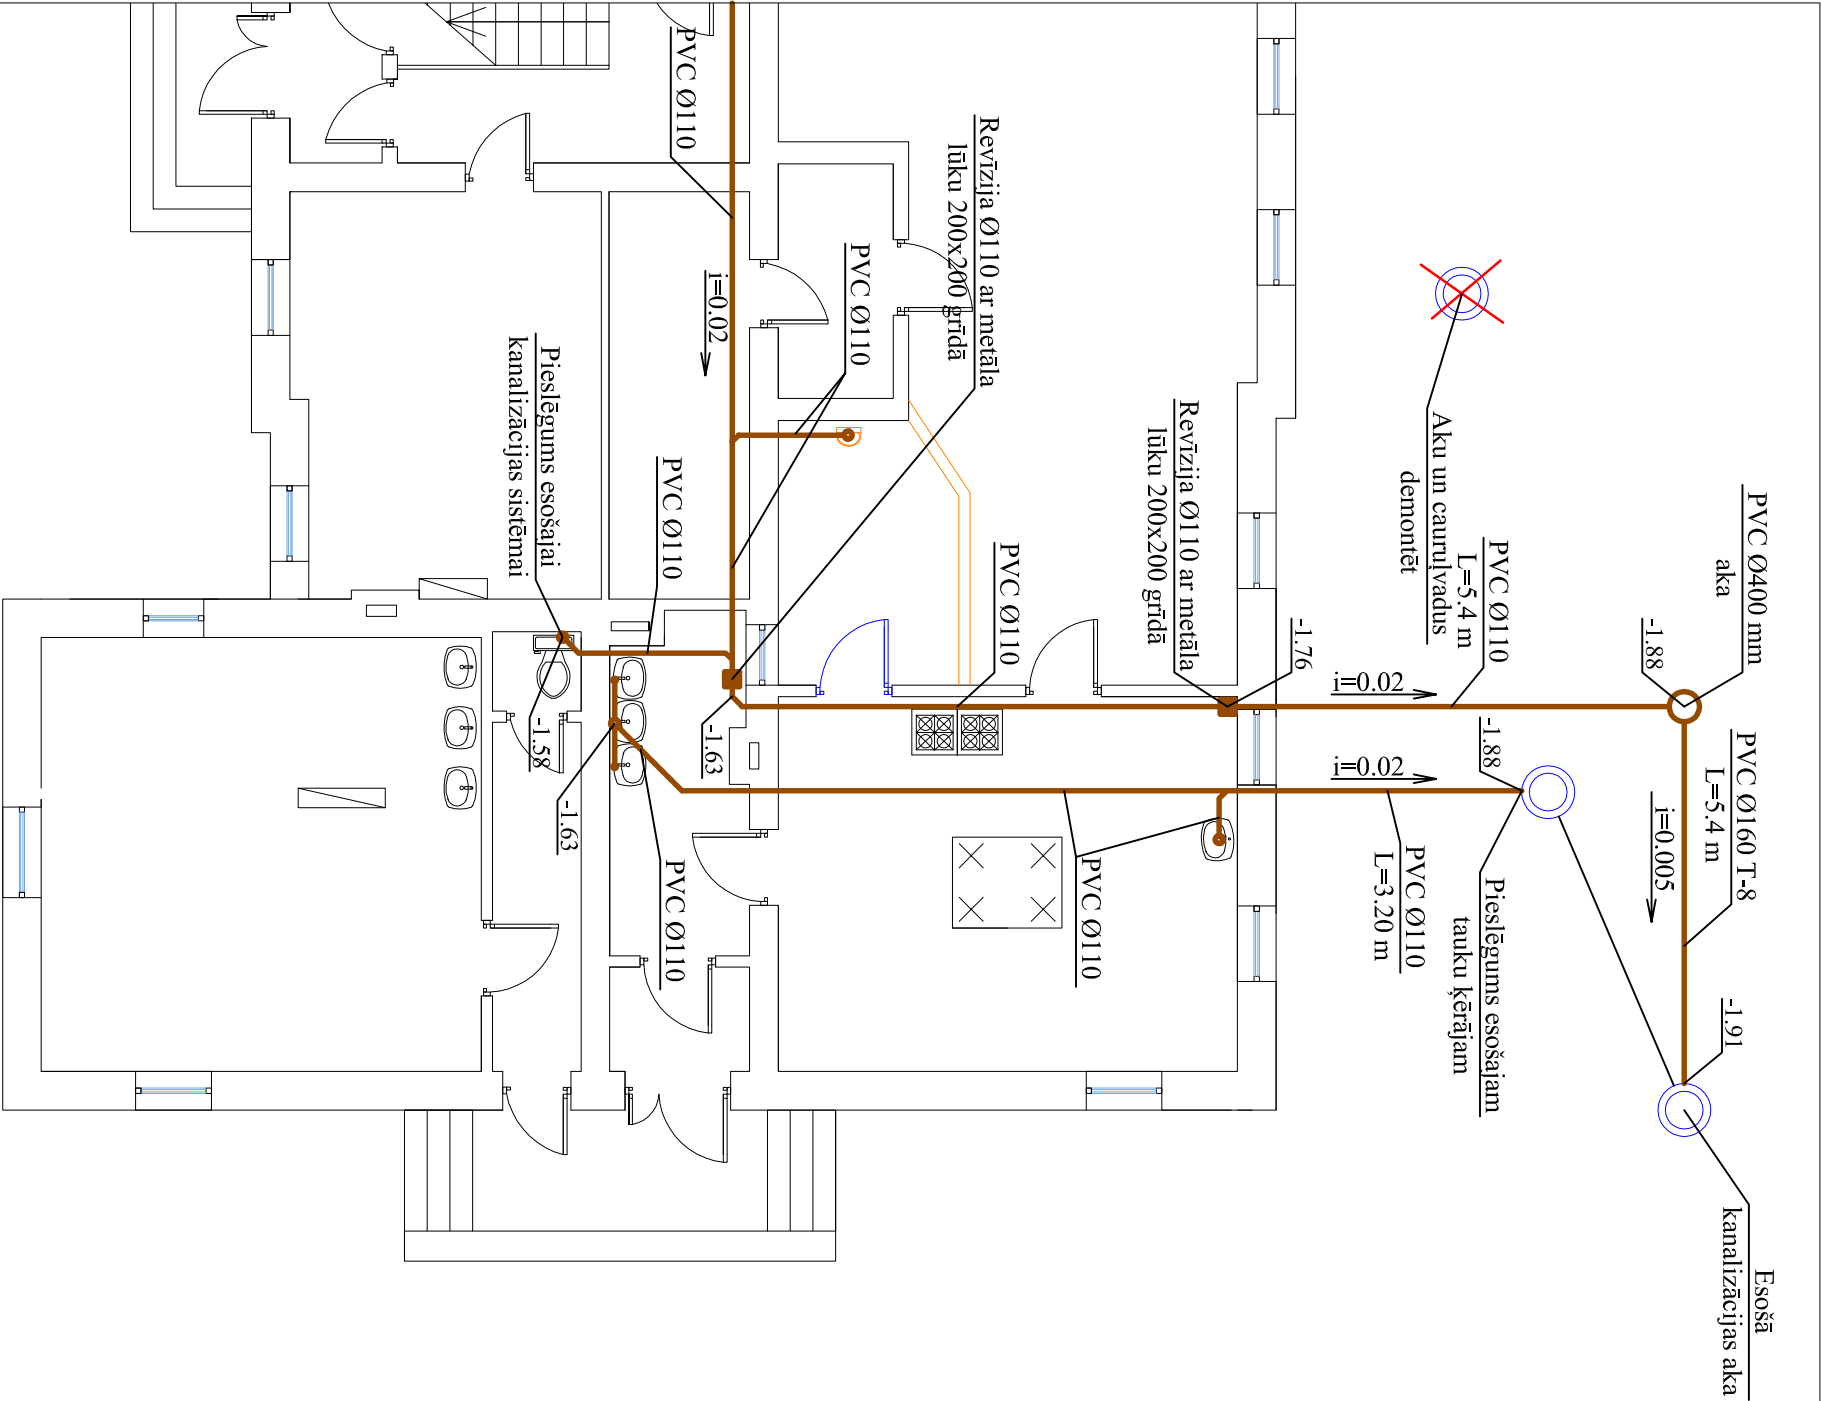 PVC Ø110
i=0.02
PVC Ø110
Revīzija Ø110 ar metāla
lūku 200x200 grīdā
Pieslēgums esošajai
kanalizācijas sistēmai
PVC Ø110
-1.58
-1.63
PVC Ø110
-1.63
PVC Ø110
Revīzija Ø110 ar metāla
lūku 200x200 grīdā
-1.76
PVC Ø110
Aku un cauruļvadus
demontēt
PVC Ø110
L=5.4 m
i=0.02
i=0.02
PVC Ø110
L=3.20 m
-1.88
Pieslēgums esošajam
tauku ķērājam
PVC Ø400 mm
aka
-1.88
PVC Ø160 T-8
L=5.4 m
i=0.005
-1.91
Esošā
kanalizācijas aka